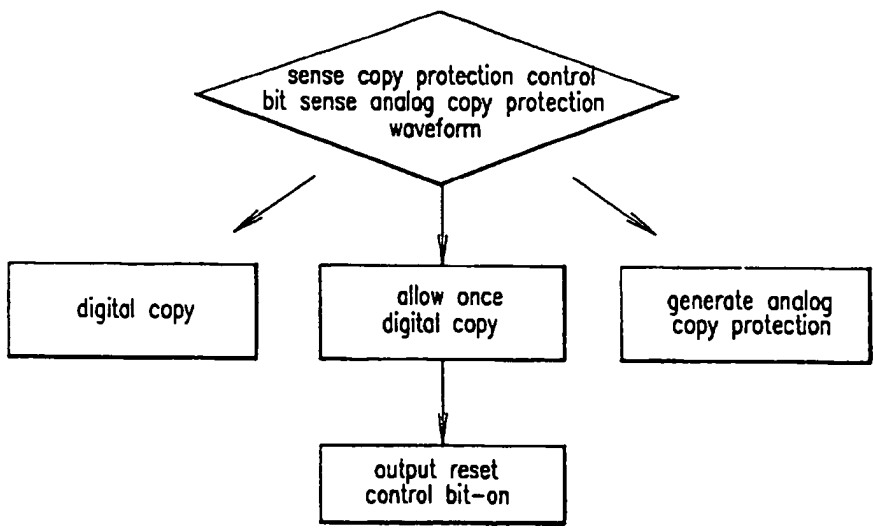 sense copy protection control
bit sense analog copy protection
waveform
digital copy
allow once
digital copy
generate analog
copy protection
output reset
control bit-on